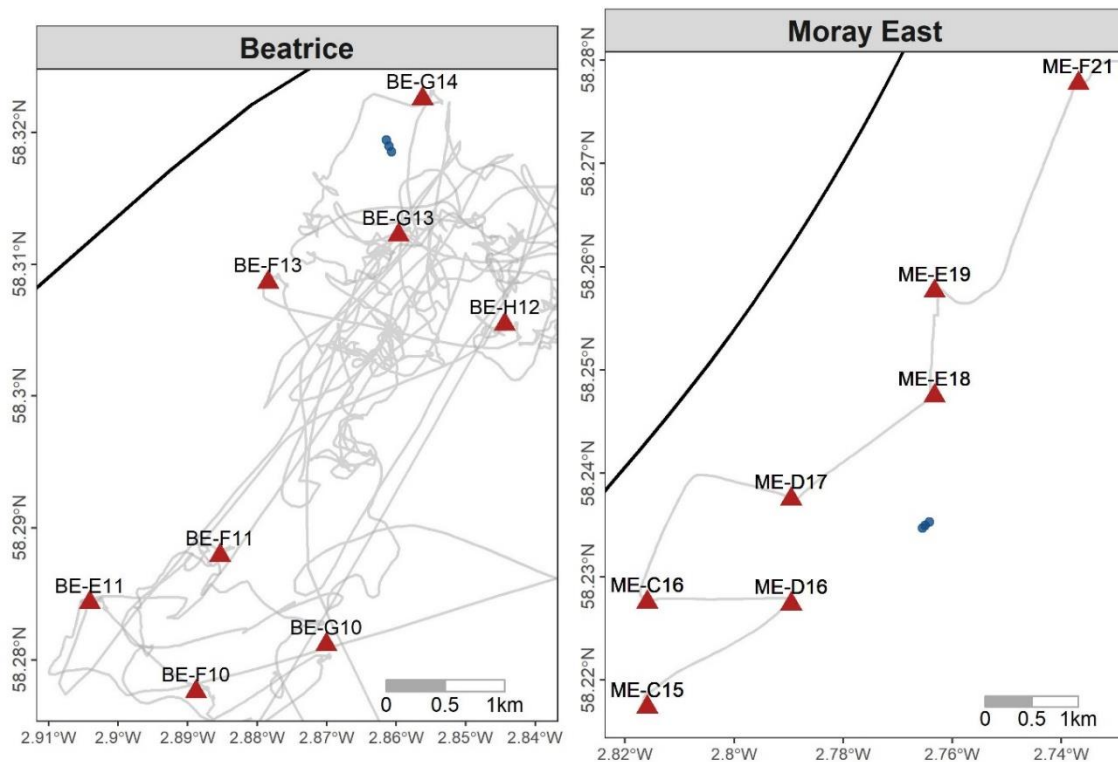 Beatrice
BE-G14
BE-G13
BE-F13
BE-H12
BE-F11
BE-E11
BE-G10
BE-F10
0 0.5 1km
58.32°N
58.31°N
58.3°N
58.29°N
58.28°N
2.91°W 2.90°W 2.89°W 2.88°W 2.87°W 2.86°W 2.85°W 2.84°W
Moray East
ME-F21
ME-E19
ME-E18
ME-D17
ME-C16
ME-D16
ME-C15
0 0.5 1km
58.28°N
58.27°N
58.26°N
58.25°N
58.24°N
58.23°N
58.22°N
2.82°W 2.8°W 2.78°W 2.76°W 2.74°W